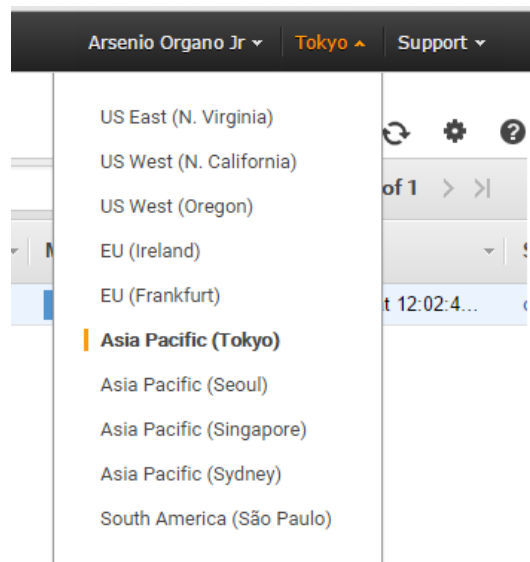 Arsenio Organo Jr Tokyo Support
US East (N. Virginia)
US West (N. California)
of 1
US West (Oregon)
EU (Ireland)
EU (Frankfurt)
t 12:02:4...
Asia Pacific (Tokyo)
Asia Pacific (Seoul)
Asia Pacific (Singapore)
Asia Pacific (Sydney)
South America (São Paulo)